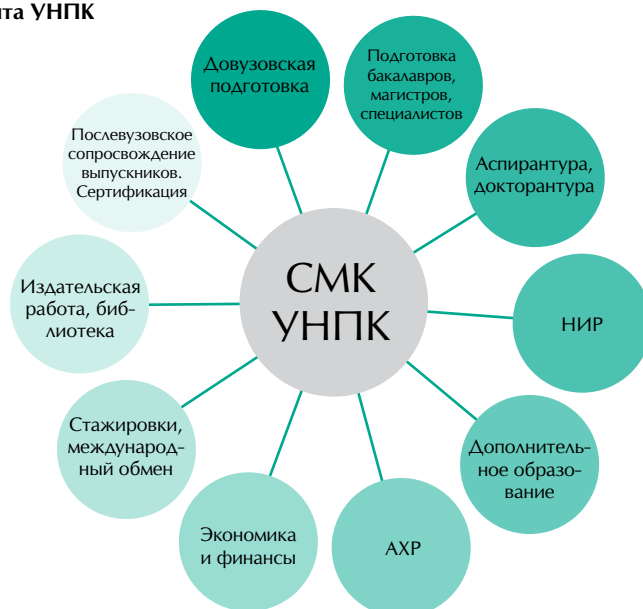 та УНПК
Довузовская
подготовка
Подготовка
бакалавров,
магистров,
специалистов
Аспирантура,
докторантура
НИР
Дополнитель-
ное образо-
вание
АХР
Экономика
и финансы
Стажировки,
международ-
ный обмен
Издательская
работа, биб-
лиотека
Послевузовское
сопросвождение
выпускников.
Сертификация
СМК
УНПК